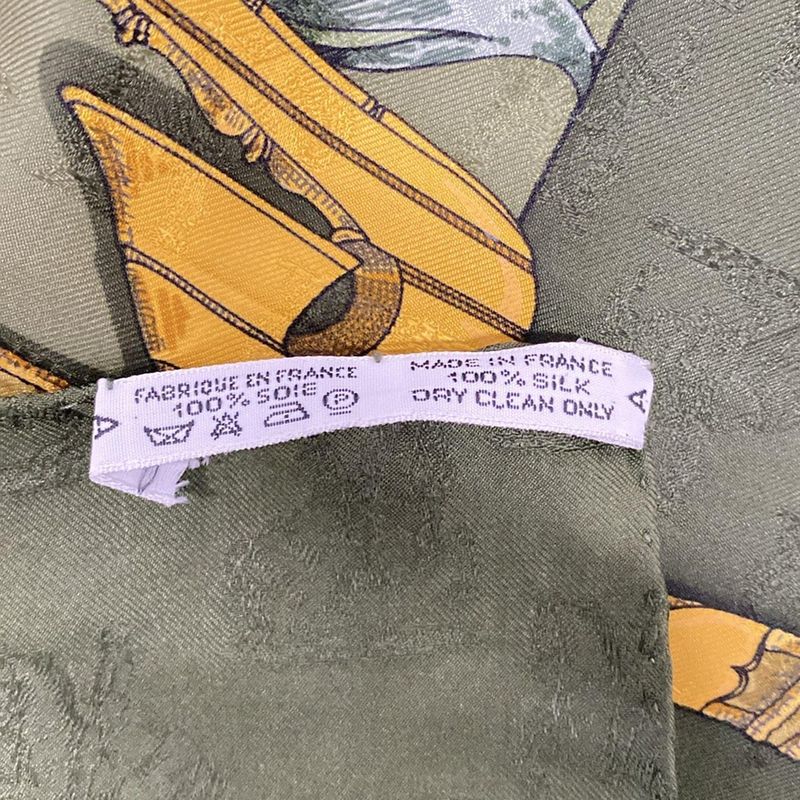 FABRIQUE EN FRANCE
100% SOIE
P
MADE IN FRANCE
100% SILK
DRY CLEAN ONLY
A